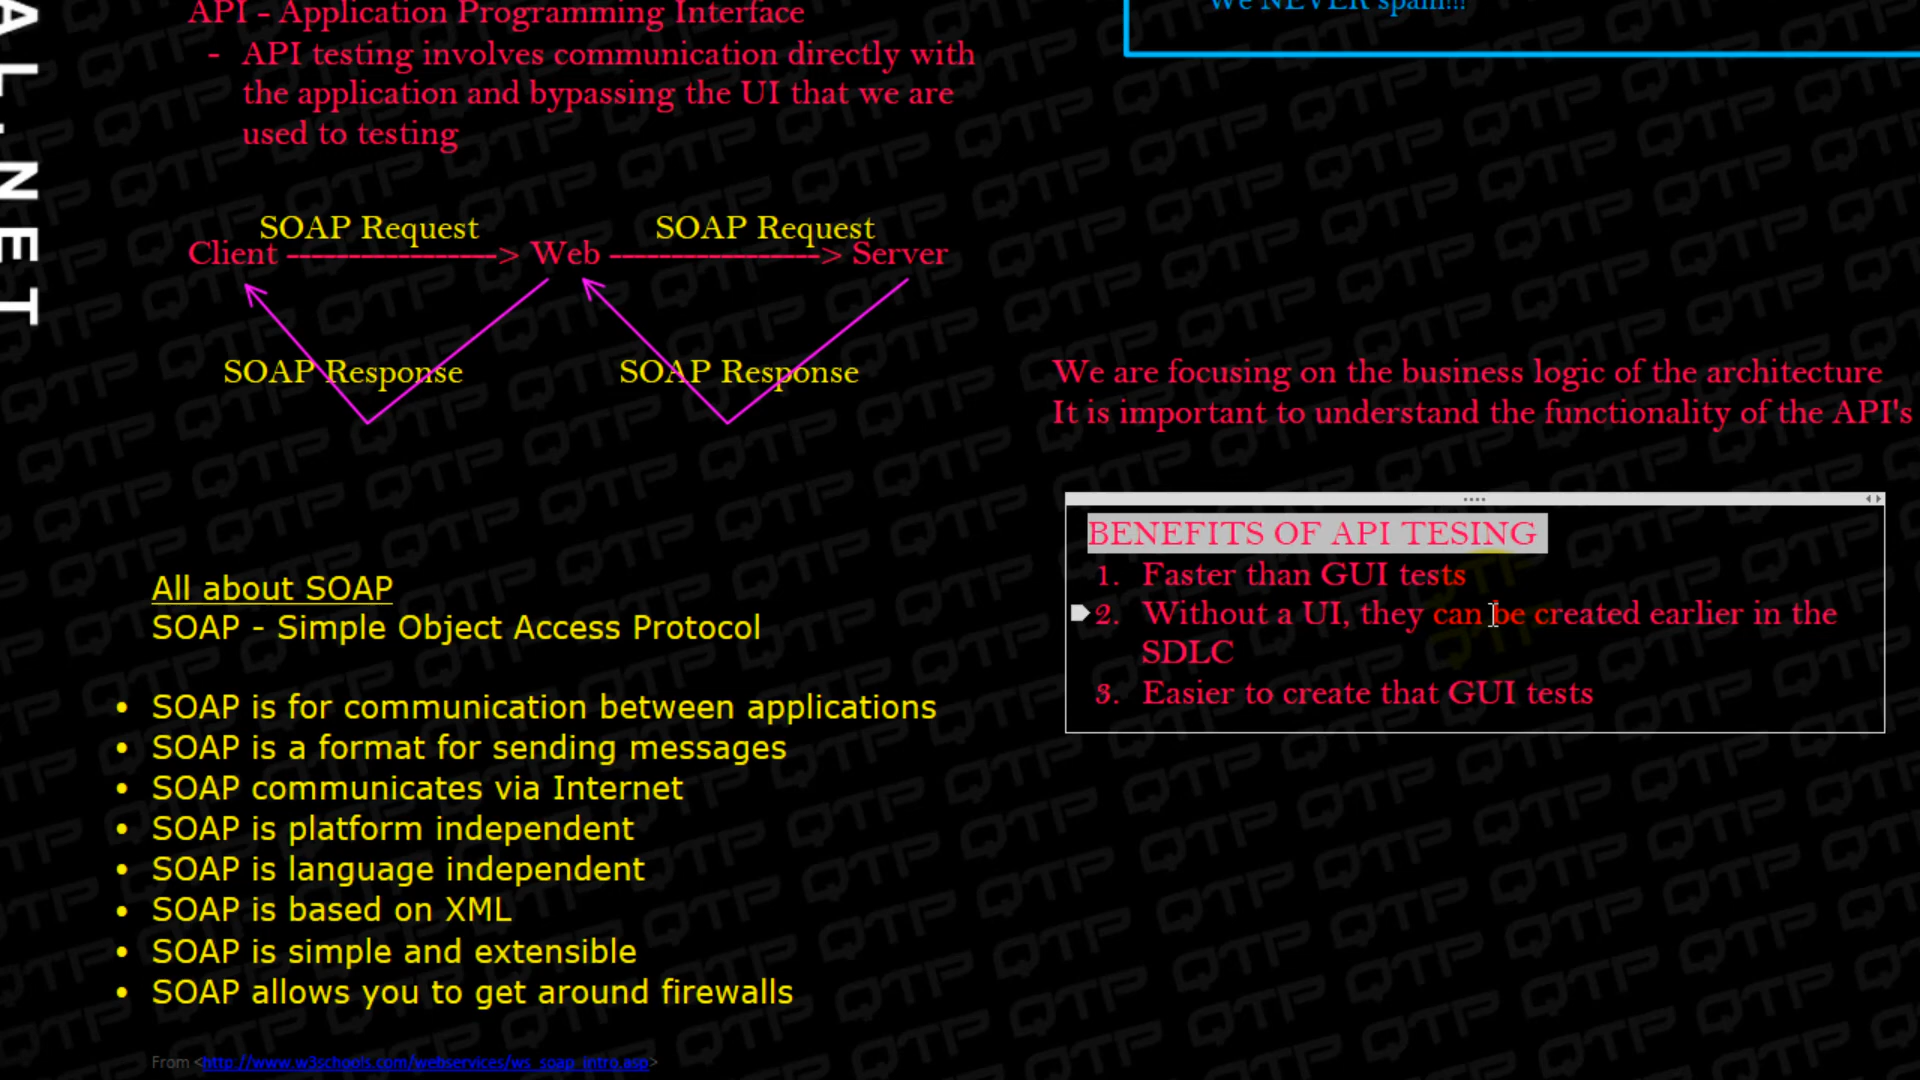 API - Application Programming Interface
- API testing involves communication directly with
the application and bypassing the UI that we are
used to testing
We NEVER spam!!!
SOAP Request SOAP Request
Client -----------------> Web -----------------> Server
SOAP Response SOAP Response
We are focusing on the business logic of the architecture
It is important to understand the functionality of the API's
BENEFITS OF API TESING
1. Faster than GUI tests
2. Without a UI, they can be created earlier in the
SDLC
3. Easier to create that GUI tests
All about SOAP
SOAP - Simple Object Access Protocol
• SOAP is for communication between applications
• SOAP is a format for sending messages
• SOAP communicates via Internet
• SOAP is platform independent
• SOAP is language independent
• SOAP is based on XML
• SOAP is simple and extensible
• SOAP allows you to get around firewalls
From <http://www.w3schools.com/webservices/ws_soap_intro.asp>
QTP